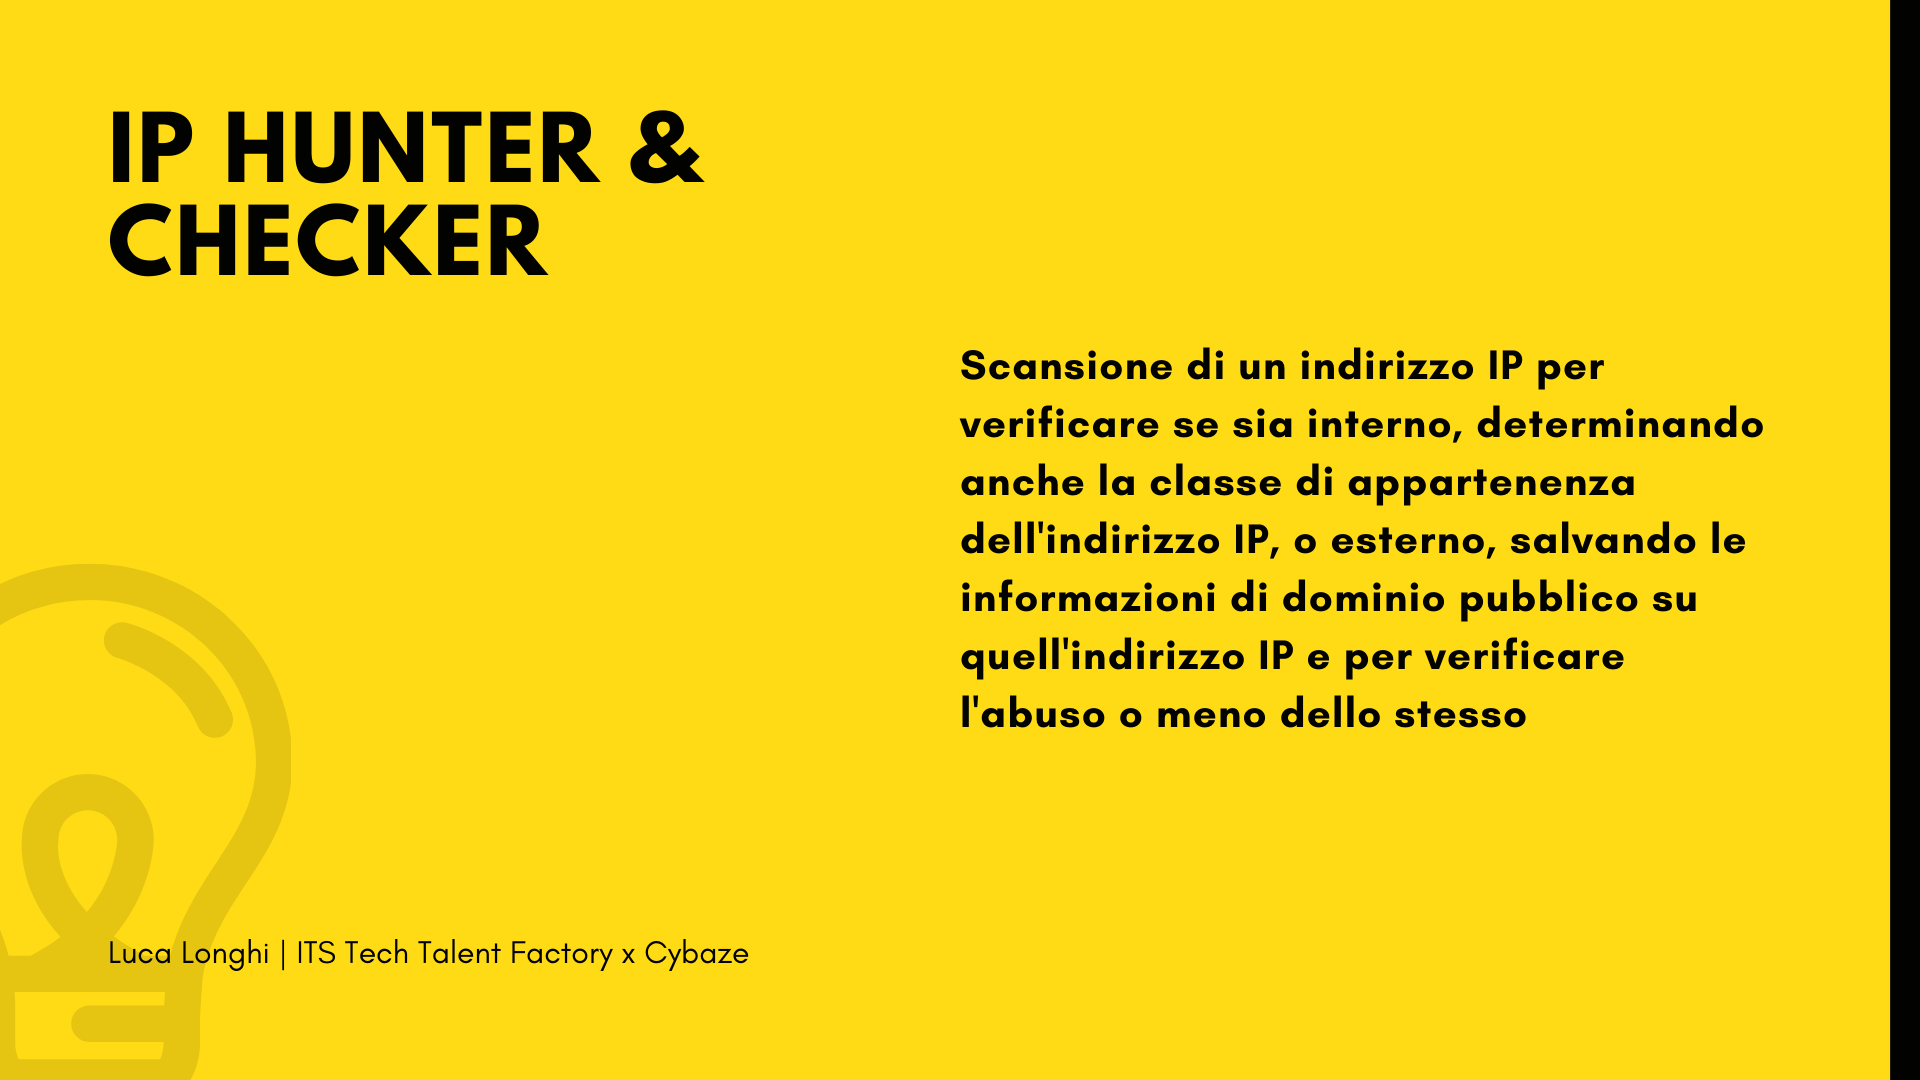 IP HUNTER &
CHECKER
Scansione di un indirizzo IP per
verificare se sia interno, determinando
anche la classe di appartenenza
dell'indirizzo IP, o esterno, salvando le
informazioni di dominio pubblico su
quell'indirizzo IP e per verificare
l'abuso o meno dello stesso
Luca Longhi | ITS Tech Talent Factory x Cybaze